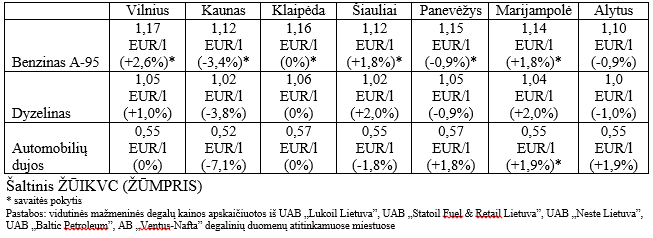 Vilnius Kaunas Klaipėda Šiauliai Panevėžys Marijampolė Alytus
1,17 1,12 1,16 1,12 1,15 1,14 1,10
EUR/l EUR/l EUR/l EUR/l EUR/l EUR/l EUR/l
Benzinas A-95 (+2,6%)* (-3,4%)* (0%)* (+1,8%)* (-0,9%)* (+1,8%)* (-0,9%)
1,05 1,02 1,06 1,02 1,05 1,04 1,0
EUR/l EUR/l EUR/l EUR/l EUR/l EUR/l EUR/l
Dyzelinas (+1,0%) (-3,8%) (0%) (+2,0%) (-0,9%) (+2,0%) (-1,0%)
0,55 0,52 0,57 0,55 0,57 0,55 0,55
Automobilių EUR/l EUR/l EUR/l EUR/l EUR/l EUR/l EUR/l
dujos (0%) (-7,1%) (0%) (-1,8%) (+1,8%) (+1,9%)* (+1,9%)
Šaltinis ŽŪIKVC (ŽŪMPRIS)
* savaitės pokytis
Pastabos: vidutinės mažmeninės degalų kainos apskaičiuotos iš UAB „Lukoil Lietuva”, UAB „Statoil Fuel & Retail Lietuva”, UAB „Neste Lietuva”,
UAB „Baltic Petroleum”, AB „Ventus-Nafta” degalinių duomenų atitinkamuose miestuose